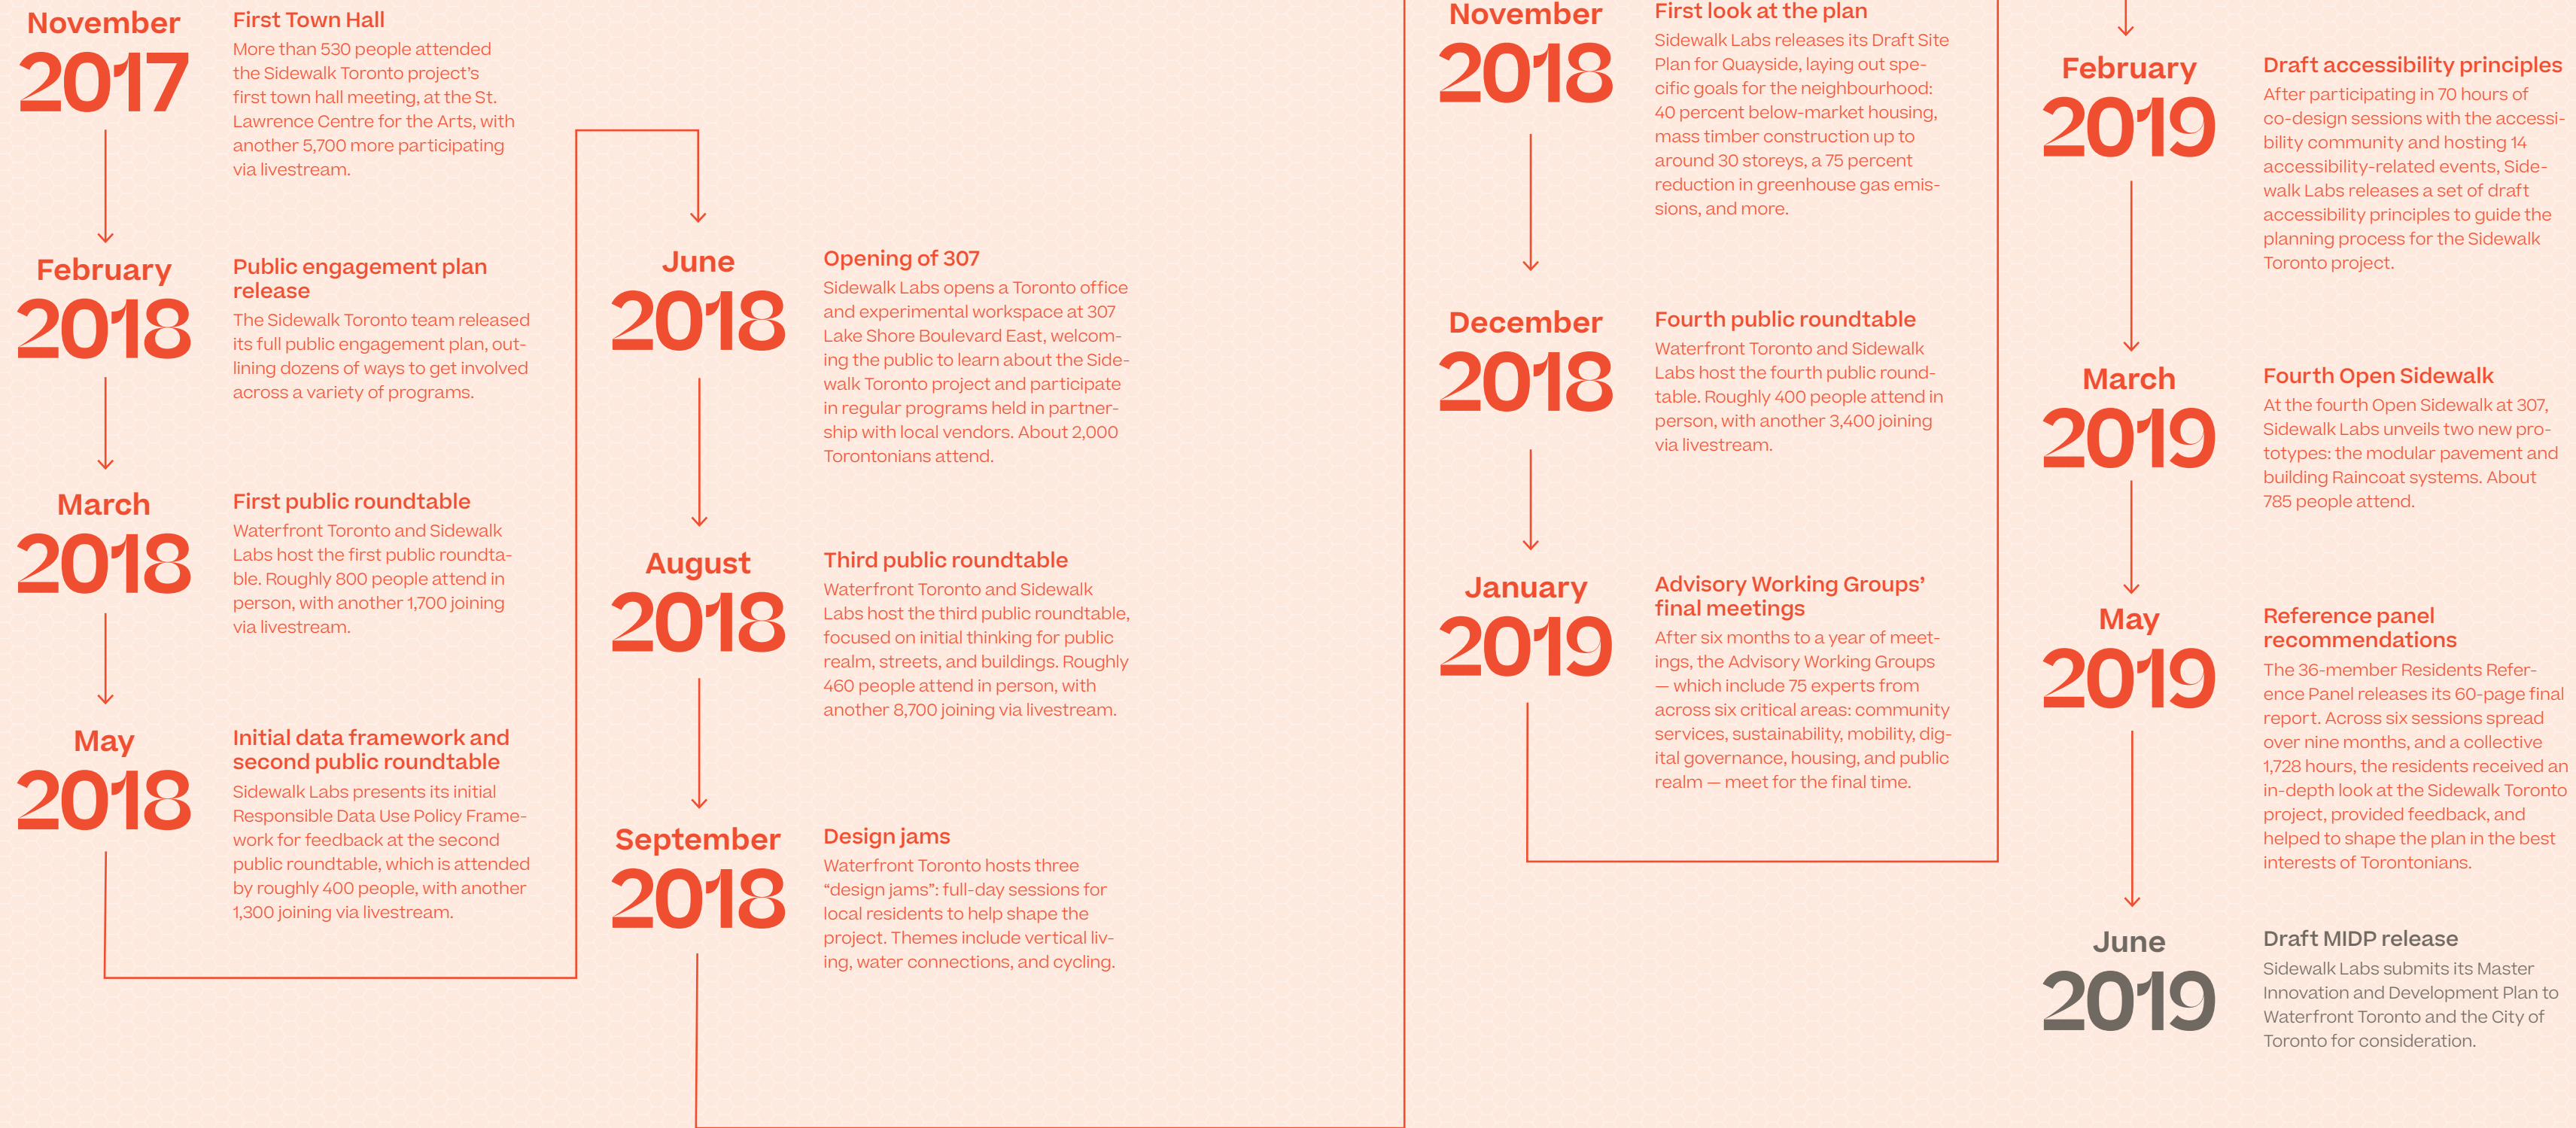 November
2017
First Town Hall
More than 530 people attended
the Sidewalk Toronto project’s
first town hall meeting, at the St.
Lawrence Centre for the Arts, with
another 5,700 more participating
via livestream.
February
2018
Public engagement plan
release
The Sidewalk Toronto team released
its full public engagement plan, out-
lining dozens of ways to get involved
across a variety of programs.
March
2018
First public roundtable
Waterfront Toronto and Sidewalk
Labs host the first public roundta-
ble. Roughly 800 people attend in
person, with another 1,700 joining
via livestream.
May
2018
Initial data framework and
second public roundtable
Sidewalk Labs presents its initial
Responsible Data Use Policy Frame-
work for feedback at the second
public roundtable, which is attended
by roughly 400 people, with another
1,300 joining via livestream.
June
2018
Opening of 307
Sidewalk Labs opens a Toronto office
and experimental workspace at 307
Lake Shore Boulevard East, welcom-
ing the public to learn about the Side-
walk Toronto project and participate
in regular programs held in partner-
ship with local vendors. About 2,000
Torontonians attend.
August
2018
Third public roundtable
Waterfront Toronto and Sidewalk
Labs host the third public roundtable,
focused on initial thinking for public
realm, streets, and buildings. Roughly
460 people attend in person, with
another 8,700 joining via livestream.
September
2018
Design jams
Waterfront Toronto hosts three
“design jams”: full-day sessions for
local residents to help shape the
project. Themes include vertical liv-
ing, water connections, and cycling.
November
2018
First look at the plan
Sidewalk Labs releases its Draft Site
Plan for Quayside, laying out spe-
cific goals for the neighbourhood:
40 percent below-market housing,
mass timber construction up to
around 30 storeys, a 75 percent
reduction in greenhouse gas emis-
sions, and more.
December
2018
Fourth public roundtable
Waterfront Toronto and Sidewalk
Labs host the fourth public round-
table. Roughly 400 people attend in
person, with another 3,400 joining
via livestream.
January
2019
Advisory Working Groups’
final meetings
After six months to a year of meet-
ings, the Advisory Working Groups
— which include 75 experts from
across six critical areas: community
services, sustainability, mobility, dig-
ital governance, housing, and public
realm — meet for the final time.
February
2019
Draft accessibility principles
After participating in 70 hours of
co-design sessions with the accessi-
bility community and hosting 14
accessibility-related events, Side-
walk Labs releases a set of draft
accessibility principles to guide the
planning process for the Sidewalk
Toronto project.
March
2019
Fourth Open Sidewalk
At the fourth Open Sidewalk at 307,
Sidewalk Labs unveils two new pro-
totypes: the modular pavement and
building Raincoat systems. About
785 people attend.
May
2019
Reference panel
recommendations
The 36-member Residents Refer-
ence Panel releases its 60-page final
report. Across six sessions spread
over nine months, and a collective
1,728 hours, the residents received an
in-depth look at the Sidewalk Toronto
project, provided feedback, and
helped to shape the plan in the best
interests of Torontonians.
June
2019
Draft MIDP release
Sidewalk Labs submits its Master
Innovation and Development Plan to
Waterfront Toronto and the City of
Toronto for consideration.